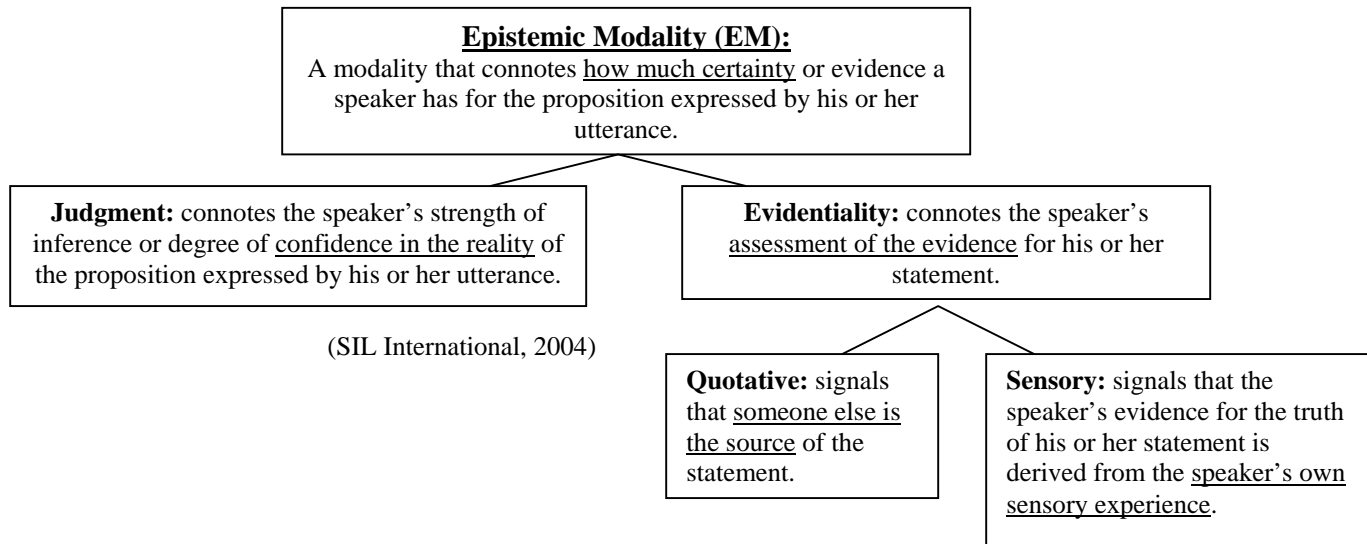 Epistemic Modality (EM):
A modality that connotes how much certainty or evidence a
speaker has for the proposition expressed by his or her
utterance.
Judgment: connotes the speaker’s strength of
inference or degree of confidence in the reality of
the proposition expressed by his or her utterance.
Evidentiality: connotes the speaker’s
assessment of the evidence for his or her
statement.
(SIL International, 2004)
Quotative: signals
that someone else is
the source of the
statement.
Sensory: signals that the
speaker’s evidence for the truth
of his or her statement is
derived from the speaker’s own
sensory experience.